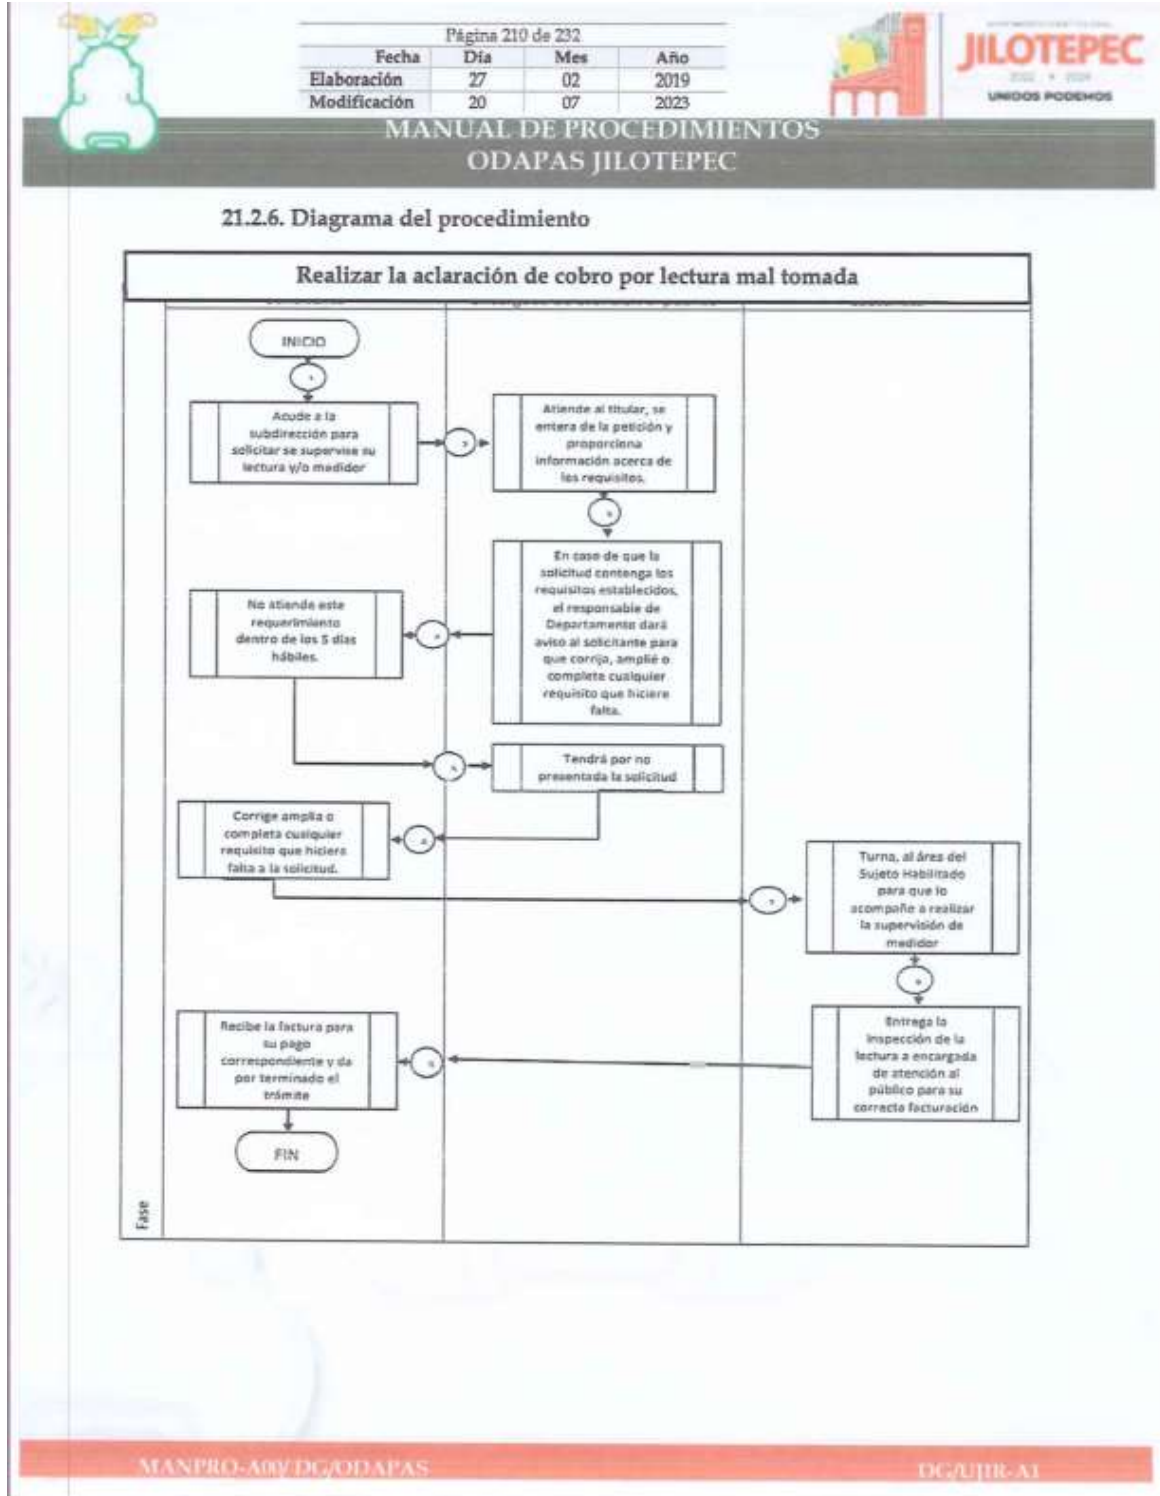 Página 210 de 232
Fecha Día Mes Año
Elaboración 27 02 2019
Modificación 20 07 2023
JILOTEPEC
UNIDOS PODEMOS
MANUAL DE PROCEDIMIENTOS
ODAPAS JILOTEPEC
21.2.6. Diagrama del procedimiento
Realizar la aclaración de cobro por lectura mal tomada
INICIO
Acude a la
subdirección para
solicitar se supervise su
lectura y/o medidor
Atiende al titular, se
entera de la petición y
proporciona
información acerca de
los requisitos.
En caso de que la
solicitud contenga los
requisitos establecidos,
el responsable de
Departamento dará
aviso al solicitante para
que corrija, amplié o
complete cualquier
requisito que hiciere
falta.
No atiende este
requerimiento
dentro de los 5 días
hábiles.
Tendrá por no
presentada la solicitud
Corrige amplia o
completa cualquier
requisito que hiciera
falta a la solicitud.
Turna, al área del
Sujeto Habilitado
para que lo
acompañe a realizar
la supervisión de
medidor
Entrega la
inspección de la
lectura a encargada
de atención al
público para su
correcta facturación
Recibe la factura para
su pago
correspondiente y da
por terminado el
trámite
FIN
Fase
MANPRO-A00/ DG/ODAPAS
DG/UJIR-A1